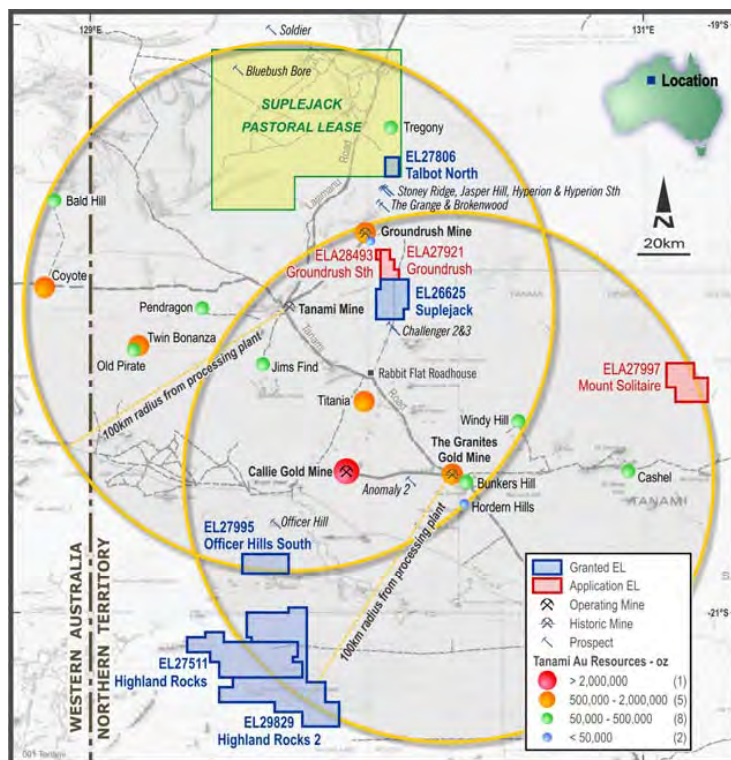 129°E
131°E
-19°S
Soldier
Bluebush Bore
SUPLEJACK
PASTORAL LEASE
Location
Tregony
Road
Lajamanu
EL27806
Talbot North
Stoney Ridge, Jasper Hill, Hyperion & Hyperion Sth
The Grange & Brokenwood
N
20km
Bald Hill
Groundrush Mine
ELA28493
Groundrush Sth
ELA27921
Groundrush
Coyote
EL26625
Suplejack
TANAMI
Pendragon
Tanami Mine
Challenger 2&3
Tanami
Twin Bonanza
Old Pirate
Jims Find
Rabbit Flat Roadhouse
ELA27997
Mount Solitaire
100km radius from processing plant
Titania
Road
Windy Hill
The Granites
Gold Mine
Callie Gold Mine
Bunkers Hill
Cashel
Anomaly 2
TANAMI
Hordern Hills
Officer Hill
EL27995
Officer Hills South
100km radius from processing plant
WESTERN AUSTRALIA
NORTHERN TERRITORY
-21°S
EL27511
Highland Rocks
EL29829
Highland Rocks 2
Granted EL
Application EL
Operating Mine
Historic Mine
Prospect
Tanami Au Resources - oz
> 2,000,000 (1)
500,000 - 2,000,000 (5)
50,000 - 500,000 (8)
< 50,000 (2)